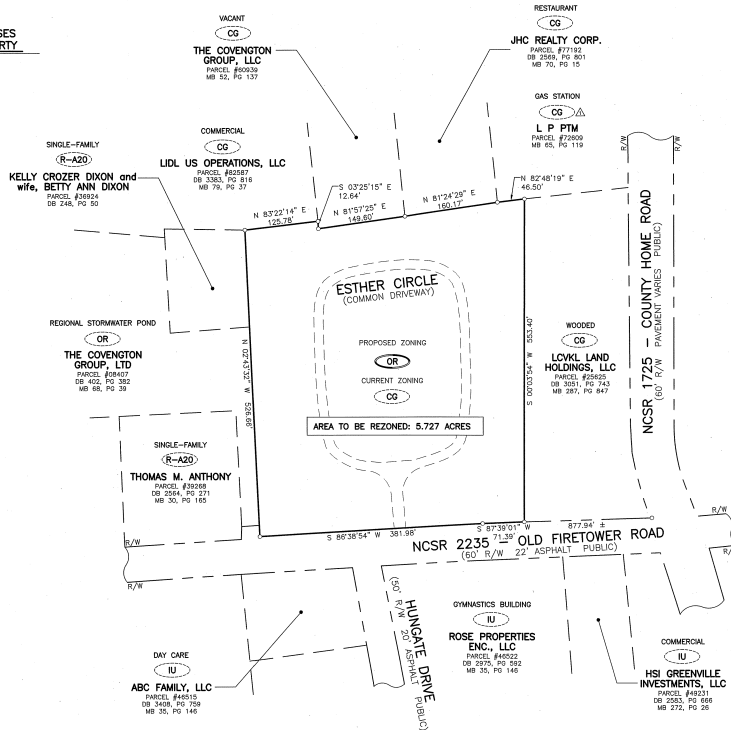 SES
RTY
VACANT
CG
THE COVENGTON
GROUP, LLC
PARCEL #60939
MB 52, PG 137
RESTAURANT
CG
JHC REALTY CORP.
PARCEL #77192
DB 2569, PG 801
MB 70, PG 15
GAS STATION
CG
L P PTM
PARCEL #72609
MB 65, PG 119
COMMERCIAL
CG
LIDL US OPERATIONS, LLC
PARCEL #82587
DB 3383, PG 816
MB 79, PG 37
SINGLE-FAMILY
R-A20
KELLY CROZER DIXON and
wife, BETTY ANN DIXON
PARCEL #36924
DB Z48, PG 50
N 83'22'14" E
125.78'
S 03'25'15" E
12.64'
N 81'57'25" E
149.60'
N 81'24'29" E
160.17'
N 82'48'19" E
46.50'
R/W
R/W
NCSR 1725 - COUNTY HOME ROAD
(60' R/W PAVEMENT VARIES PUBLIC)
ESTHER CIRCLE
(COMMON DRIVEWAY)
PROPOSED ZONING
OR
CURRENT ZONING
CG
AREA TO BE REZONED: 5.727 ACRES
N 02'43'32" W 526.66'
S 00'03'54" W 553.40'
WOODED
CG
LCVKL LAND
HOLDINGS, LLC
PARCEL #25625
DB 3051, PG 743
MB 287, PG 847
REGIONAL STORMWATER POND
OR
THE COVENGTON
GROUP, LTD
PARCEL #08407
DB 402, PG 382
MB 68, PG 39
SINGLE-FAMILY
R-A20
THOMAS M. ANTHONY
PARCEL #39268
DB 2564, PG 271
MB 30, PG 165
S 86'38'54" W 381.98'
S 87'39'01" W
71.39'
877.94' ±
NCSR 2235 - OLD FIRETOWER ROAD
(60' R/W 22' ASPHALT PUBLIC)
R/W
R/W
R/W
R/W
HUNGATE DRIVE
(50' R/W 20' ASPHALT PUBLIC)
GYMNASTICS BUILDING
IU
ROSE PROPERTIES
ENC., LLC
PARCEL #46522
DB 2975, PG 592
MB 35, PG 146
DAY CARE
IU
ABC FAMILY, LLC
PARCEL #46515
DB 3408, PG 759
MB 35, PG 146
COMMERCIAL
IU
HSI GREENVILLE
INVESTMENTS, LLC
PARCEL #49231
DB 2583, PG 666
MB 272, PG 26